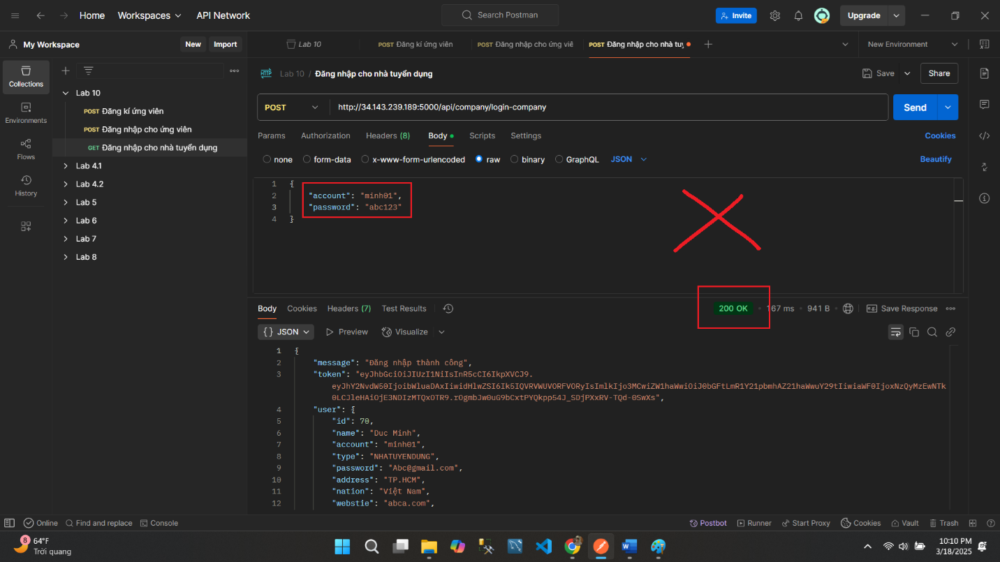 Home
Workspaces
API Network
Search Postman
Invite
Upgrade
My Workspace
New
Import
Lab 10
POST Đăng kí ứng viên
POST Đăng nhập cho ứng viê
POST Đăng nhập cho nhà tuy
New Environment
Collections
Environments
Flows
History
Lab 10
POST Đăng kí ứng viên
POST Đăng nhập cho ứng viên
GET Đăng nhập cho nhà tuyển dụng
Lab 4.1
Lab 4.2
Lab 5
Lab 6
Lab 7
Lab 8
HTTP Lab 10 / Đăng nhập cho nhà tuyển dụng
Save
Share
POST
http://34.143.239.189:5000/api/company/login-company
Send
Params
Authorization
Headers (8)
Body
Scripts
Settings
Cookies
none
form-data
x-www-form-urlencoded
raw
binary
GraphQL
JSON
Beautify
1 {
2 "account": "minh01",
3 "password": "abc123"
4 }
Body
Cookies
Headers (7)
Test Results
200 OK
167 ms
941 B
e.g.
Save Response
{} JSON
Preview
Visualize
1 {
2 "message": "Đăng nhập thành công",
3 "token": "eyJhbGciOiJIUzI1NiIsInR5cCI6IkpXVCJ9.
eyJhY2NvdW50IjoibWluaDAxIiwidHlwZSI6Ik5IQVRVWUVORFVORyIsImlkIjo3MCwiZW1haWwiOiJ0bGFtLmR1Y21pbmhAZ21haWwuY29tIiwiaWF0IjoxNzQyMzEwNTk
0LCJleHAiOjE3NDIzMTQxOTR9.rOgmbJw0uG9bCxtPYQkpp54J_SDjPXxRV-TQd-0SwXs",
4 "user": {
5 "id": 70,
6 "name": "Duc Minh",
7 "account": "minh01",
8 "type": "NHATUYENDUNG",
9 "password": "Abc@gmail.com",
10 "address": "TP.HCM",
11 "nation": "Việt Nam",
12 "webstie": "abca.com",
Online
Find and replace
Console
Postbot
Runner
Start Proxy
Cookies
Vault
Trash
8
64°F
Trời quang
10:10 PM
3/18/2025